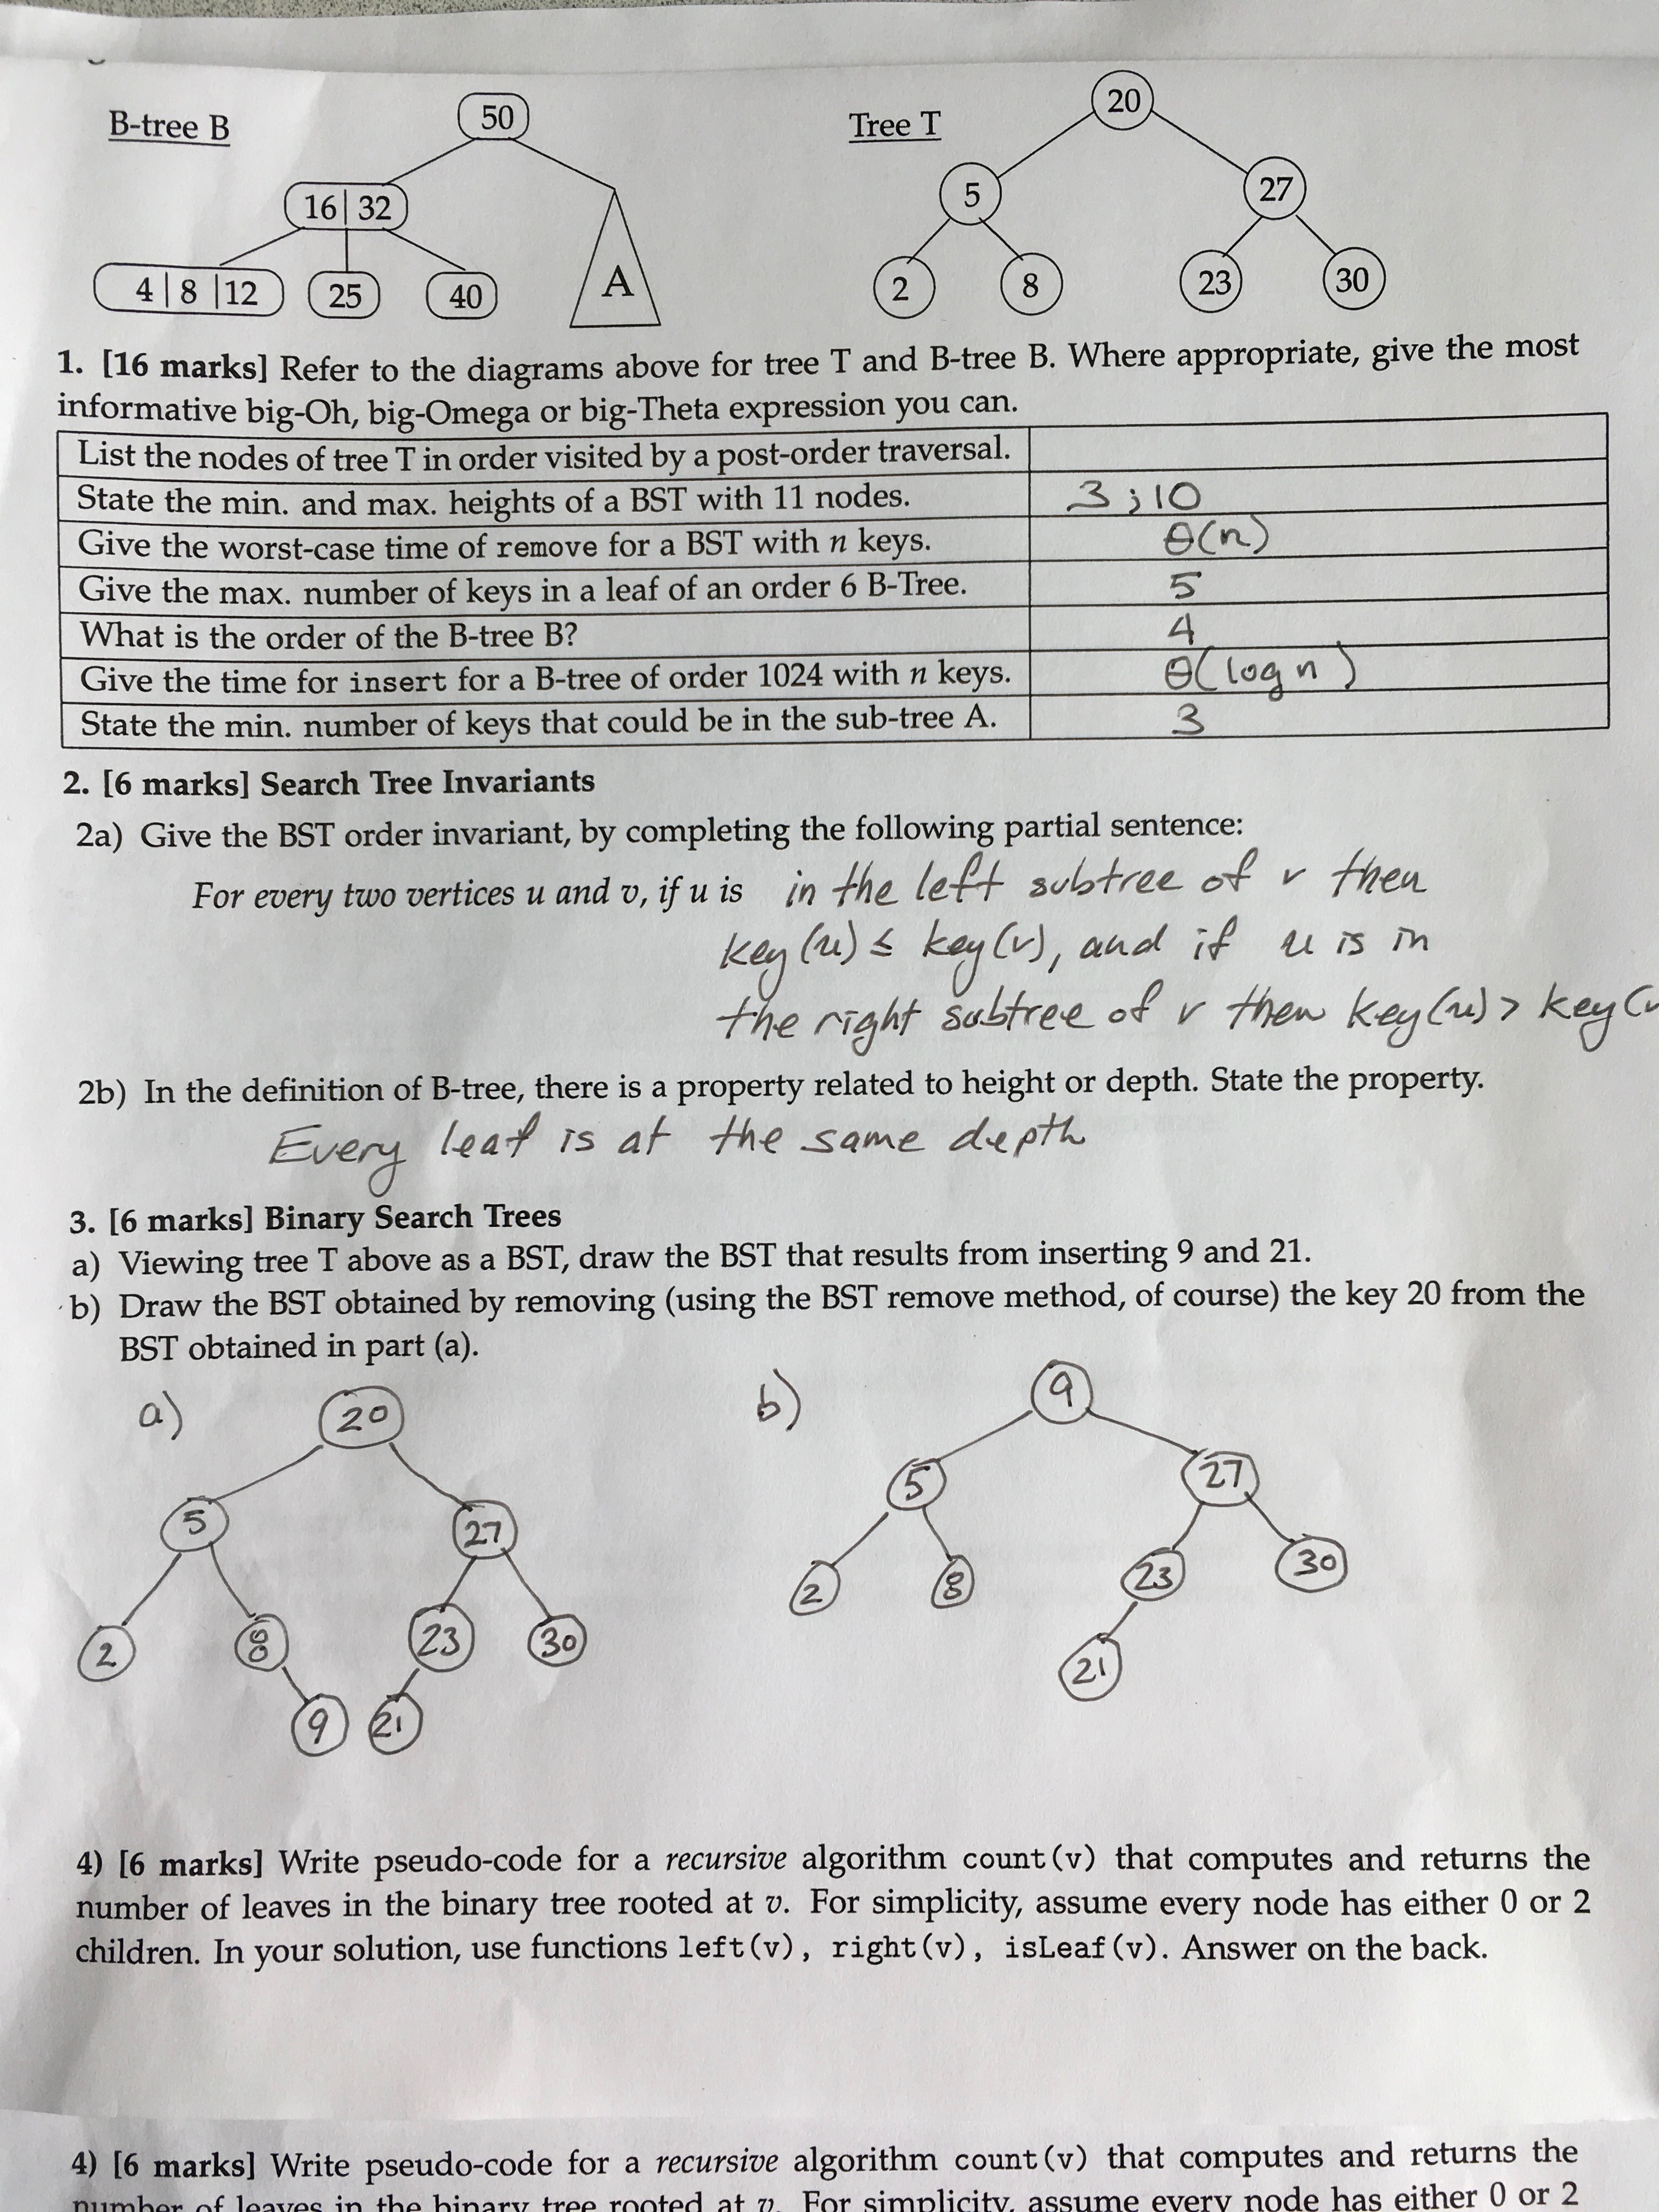 B-tree B
50
16 | 32
4 | 8 | 12
25
40
A
Tree T
20
5
27
2
8
23
30
1. [16 marks] Refer to the diagrams above for tree T and B-tree B. Where appropriate, give the most
informative big-Oh, big-Omega or big-Theta expression you can.
List the nodes of tree T in order visited by a post-order traversal.
State the min. and max. heights of a BST with 11 nodes. 3 ; 10
Give the worst-case time of remove for a BST with n keys. θ(n)
Give the max. number of keys in a leaf of an order 6 B-Tree. 5
What is the order of the B-tree B? 4
Give the time for insert for a B-tree of order 1024 with n keys. θ(log n)
State the min. number of keys that could be in the sub-tree A. 3
2. [6 marks] Search Tree Invariants
2a) Give the BST order invariant, by completing the following partial sentence:
For every two vertices u and v, if u is in the left subtree of v then
key(u) ≤ key(v), and if u is in
the right subtree of v then key(u) > key(v
2b) In the definition of B-tree, there is a property related to height or depth. State the property.
Every leaf is at the same depth
3. [6 marks] Binary Search Trees
a) Viewing tree T above as a BST, draw the BST that results from inserting 9 and 21.
b) Draw the BST obtained by removing (using the BST remove method, of course) the key 20 from the
BST obtained in part (a).
a)
20
5
27
2
8
23
30
9
21
b)
9
5
27
2
8
23
30
21
4) [6 marks] Write pseudo-code for a recursive algorithm count(v) that computes and returns the
number of leaves in the binary tree rooted at v. For simplicity, assume every node has either 0 or 2
children. In your solution, use functions left(v), right(v), isLeaf(v). Answer on the back.
4) [6 marks] Write pseudo-code for a recursive algorithm count(v) that computes and returns the
number of leaves in the binary tree rooted at v. For simplicity, assume every node has either 0 or 2